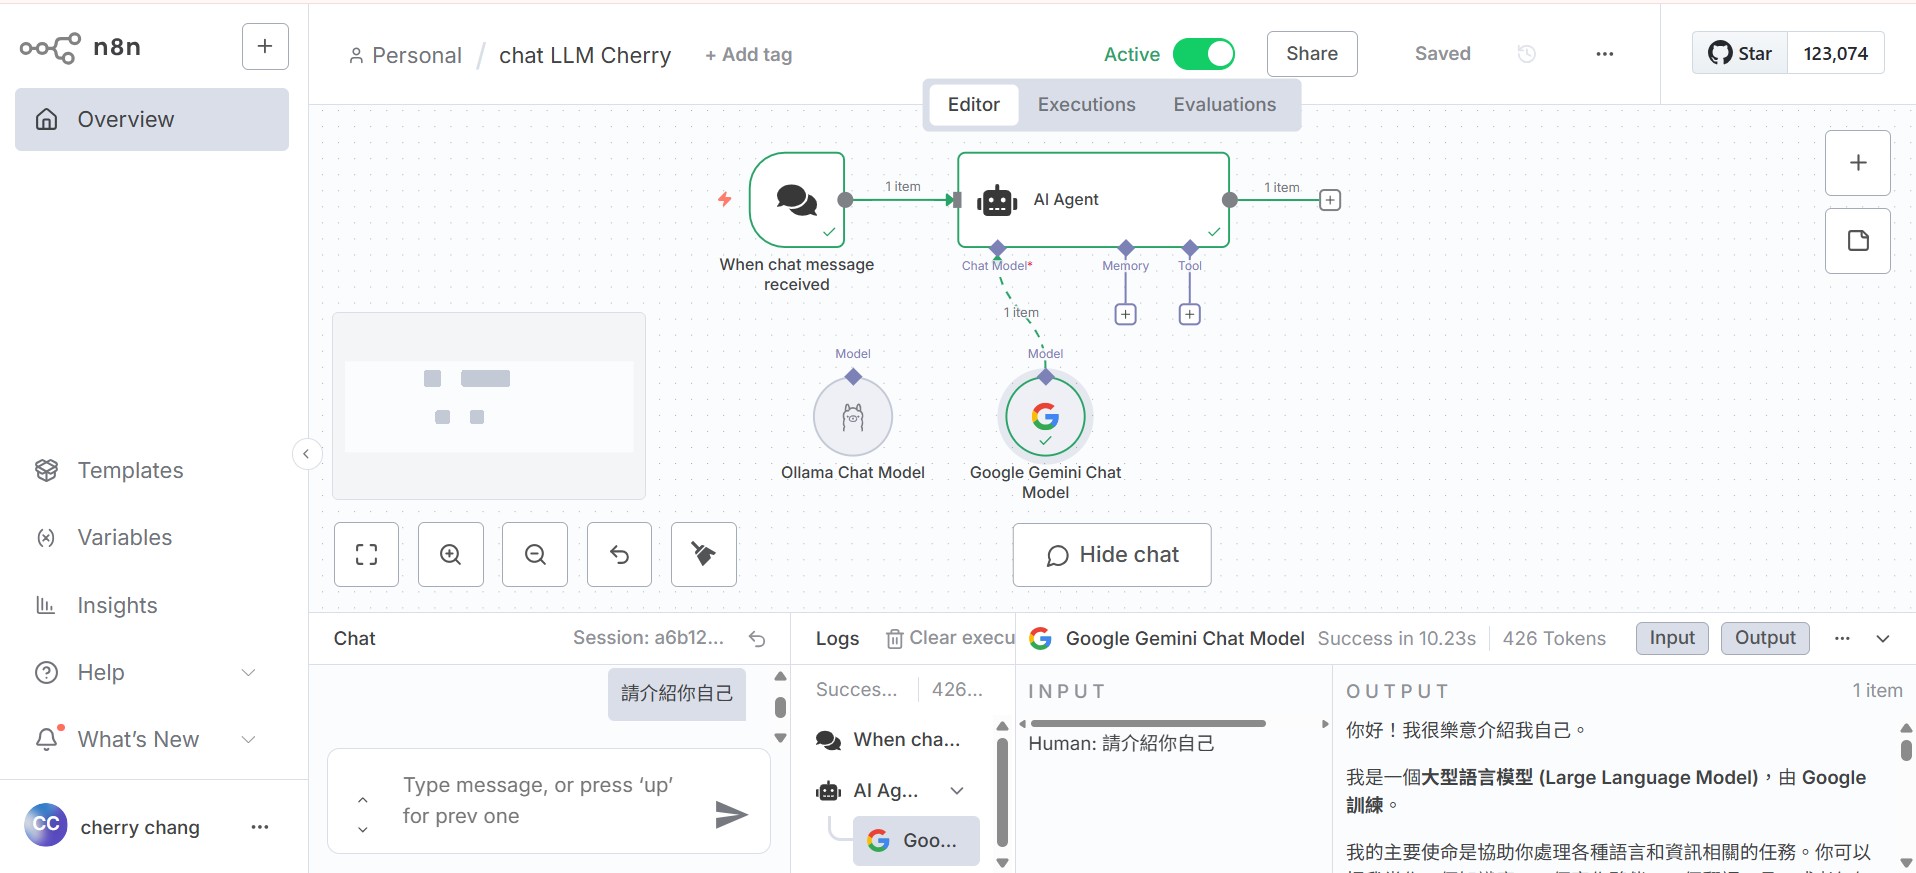 n8n
Personal / chat LLM Cherry
+ Add tag
Active
Share
Saved
Star
123,074
Overview
Editor
Executions
Evaluations
1 item
AI Agent
1 item
When chat message
received
Chat Model*
Memory
Tool
1 item
Model
Model
Ollama Chat Model
Google Gemini Chat
Model
Templates
Variables
Insights
Help
What's New
CC
cherry chang
Hide chat
Chat
Session: a6b12...
請介紹你自己
Type message, or press ‘up’
for prev one
Logs
Clear execu
Succes...
426...
When cha...
AI Ag...
Goo...
Google Gemini Chat Model
Success in 10.23s
426 Tokens
Input
Output
INPUT
Human: 請介紹你自己
OUTPUT
1 item
你好！我很樂意介紹我自己。
我是一個大型語言模型 (Large Language Model)，由 Google
訓練。
我的主要使命是協助你處理各種語言和資訊相關的任務。你可以